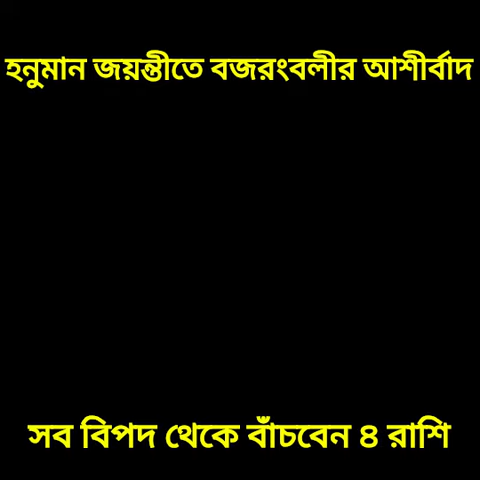 হনুমান জয়ন্তীতে বজরংবলীর আশীর্বাদ
সব বিপদ থেকে বাঁচবেন ৪ রাশি